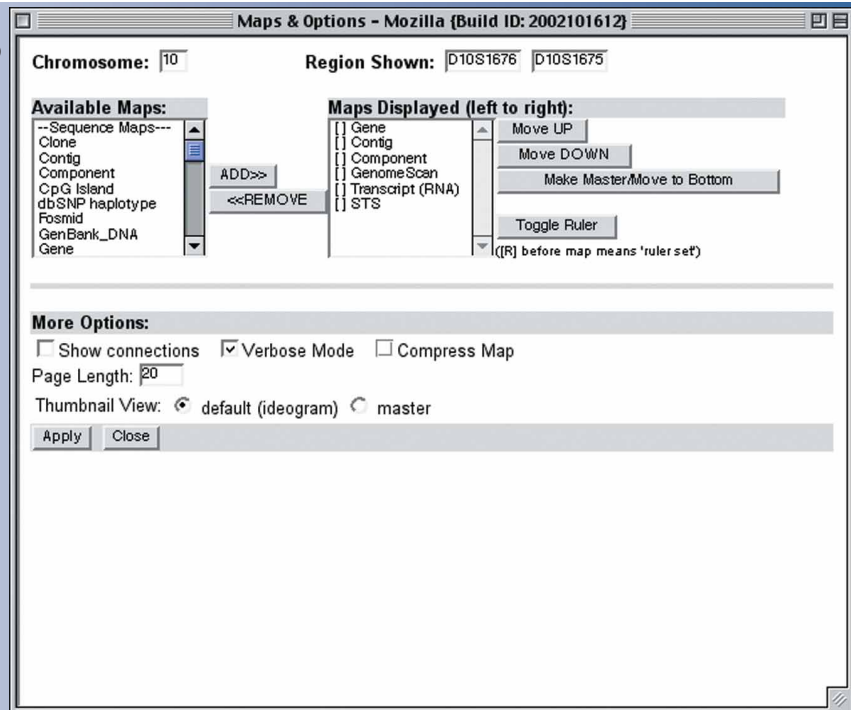 Maps & Options - Mozilla {Build ID: 2002101612}
Chromosome: 10 Region Shown: D10S1676 D10S1675
Available Maps:
--Sequence Maps---
Clone
Contig
Component
CpG Island
dbSNP haplotype
Fosmid
GenBank_DNA
Gene
ADD>>
<<REMOVE
Maps Displayed (left to right):
[ ] Gene
[ ] Contig
[ ] Component
[ ] GenomeScan
[ ] Transcript (RNA)
[ ] STS
Move UP
Move DOWN
Make Master/Move to Bottom
Toggle Ruler
([R] before map means 'ruler set')
More Options:
Show connections Verbose Mode Compress Map
Page Length: 20
Thumbnail View: default (ideogram) master
Apply Close